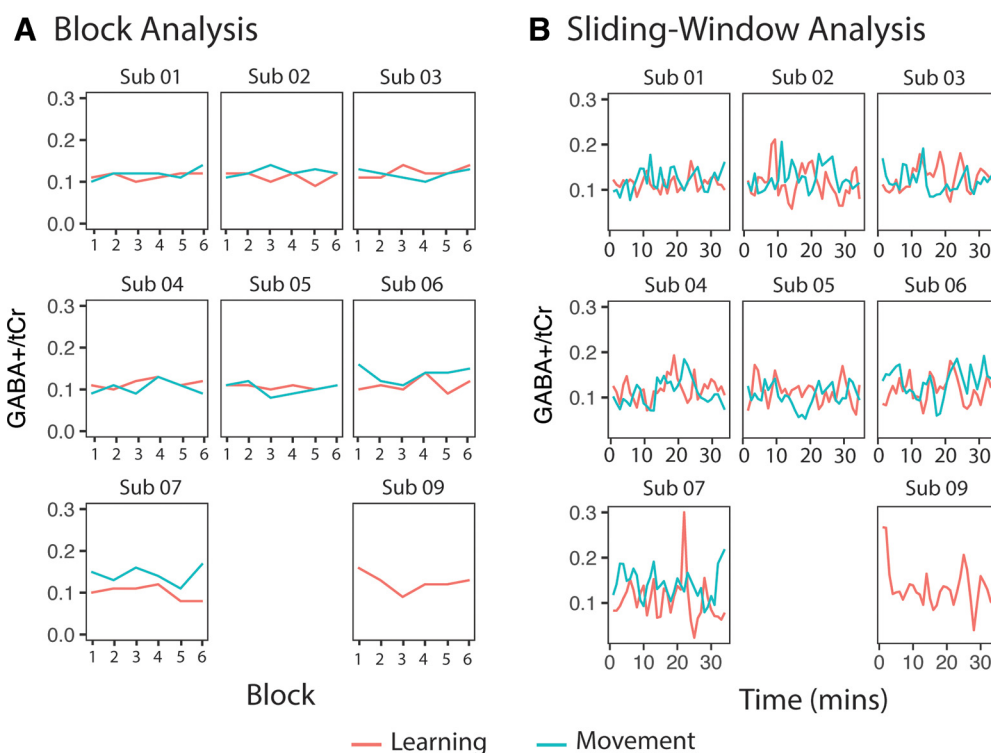 A Block Analysis
Sub 01 Sub 02 Sub 03
0.3
0.2
0.1
0.0
1 2 3 4 5 6 1 2 3 4 5 6 1 2 3 4 5 6
Sub 04 Sub 05 Sub 06
0.3
0.2
0.1
0.0
1 2 3 4 5 6 1 2 3 4 5 6 1 2 3 4 5 6
Sub 07 Sub 09
0.3
0.2
0.1
0.0
1 2 3 4 5 6 1 2 3 4 5 6
GABA+/tCr
Block
B Sliding-Window Analysis
Sub 01 Sub 02 Sub 03
0.3
0.2
0.1
0 10 20 30 0 10 20 30 0 10 20 30
Sub 04 Sub 05 Sub 06
0.3
0.2
0.1
0 10 20 30 0 10 20 30 0 10 20 30
Sub 07 Sub 09
0.3
0.2
0.1
0 10 20 30 0 10 20 30
GABA+/tCr
Time (mins)
Learning Movement